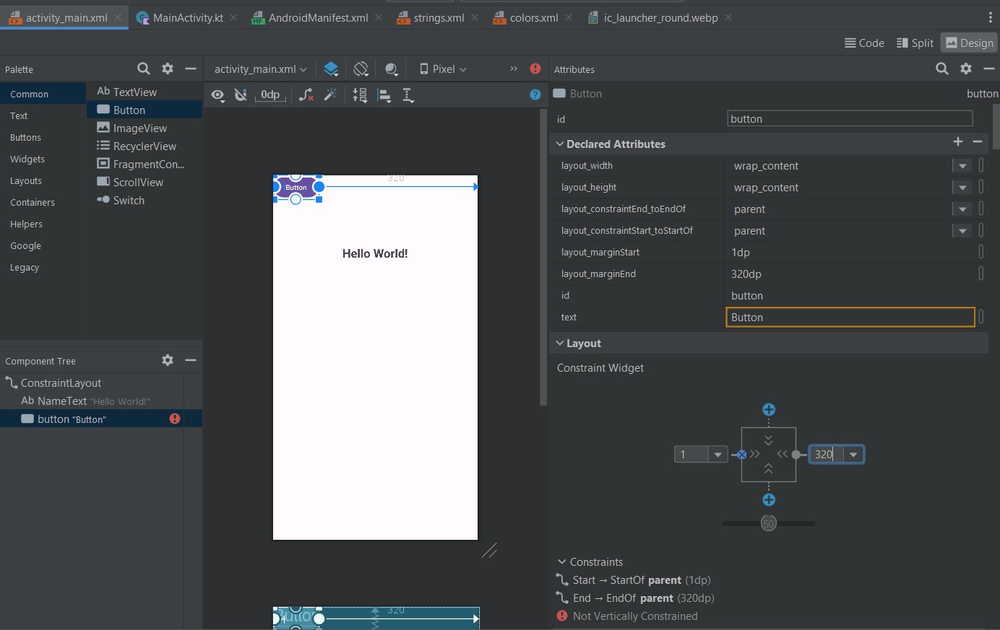 activity_main.xml
MainActivity.kt
AndroidManifest.xml
strings.xml
colors.xml
ic_launcher_round.webp
Code
Split
Design
Palette
Common
Text
Buttons
Widgets
Layouts
Containers
Helpers
Google
Legacy
Ab TextView
Button
ImageView
RecyclerView
FragmentCon...
ScrollView
Switch
Component Tree
ConstraintLayout
Ab NameText "Hello World!"
button "Button"
activity_main.xml
Pixel
0dp
320
Button
Hello World!
Button
320
Attributes
Button
button
id
button
Declared Attributes
layout_width
wrap_content
layout_height
wrap_content
layout_constraintEnd_toEndOf
parent
layout_constraintStart_toStartOf
parent
layout_marginStart
1dp
layout_marginEnd
320dp
id
button
text
Button
Layout
Constraint Widget
1
320
50
Constraints
Start → StartOf parent (1dp)
End → EndOf parent (320dp)
Not Vertically Constrained